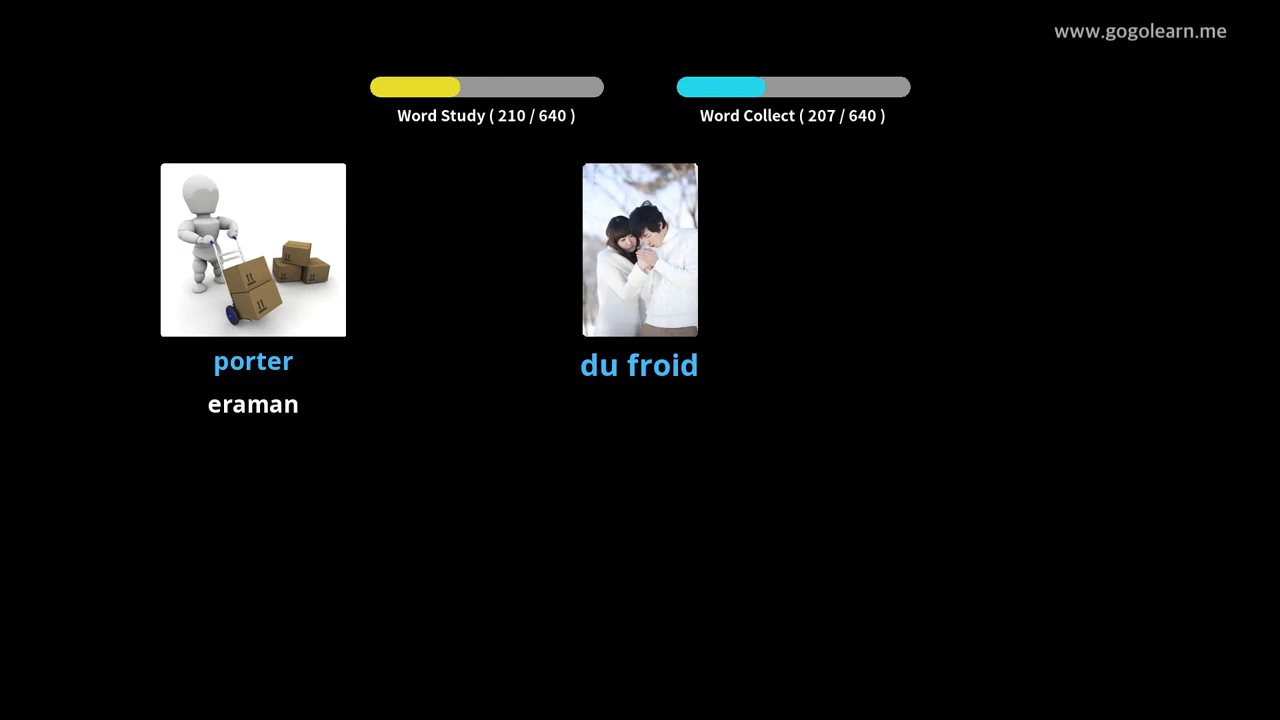 www.gogolearn.me
Word Study ( 210 / 640 )
Word Collect ( 207 / 640 )
porter
eraman
du froid